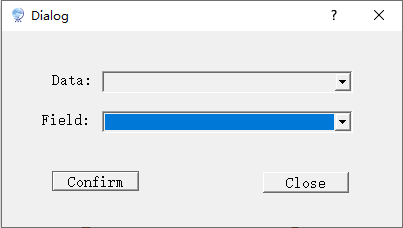 Dialog
?
Data:
Field:
Confirm
Close